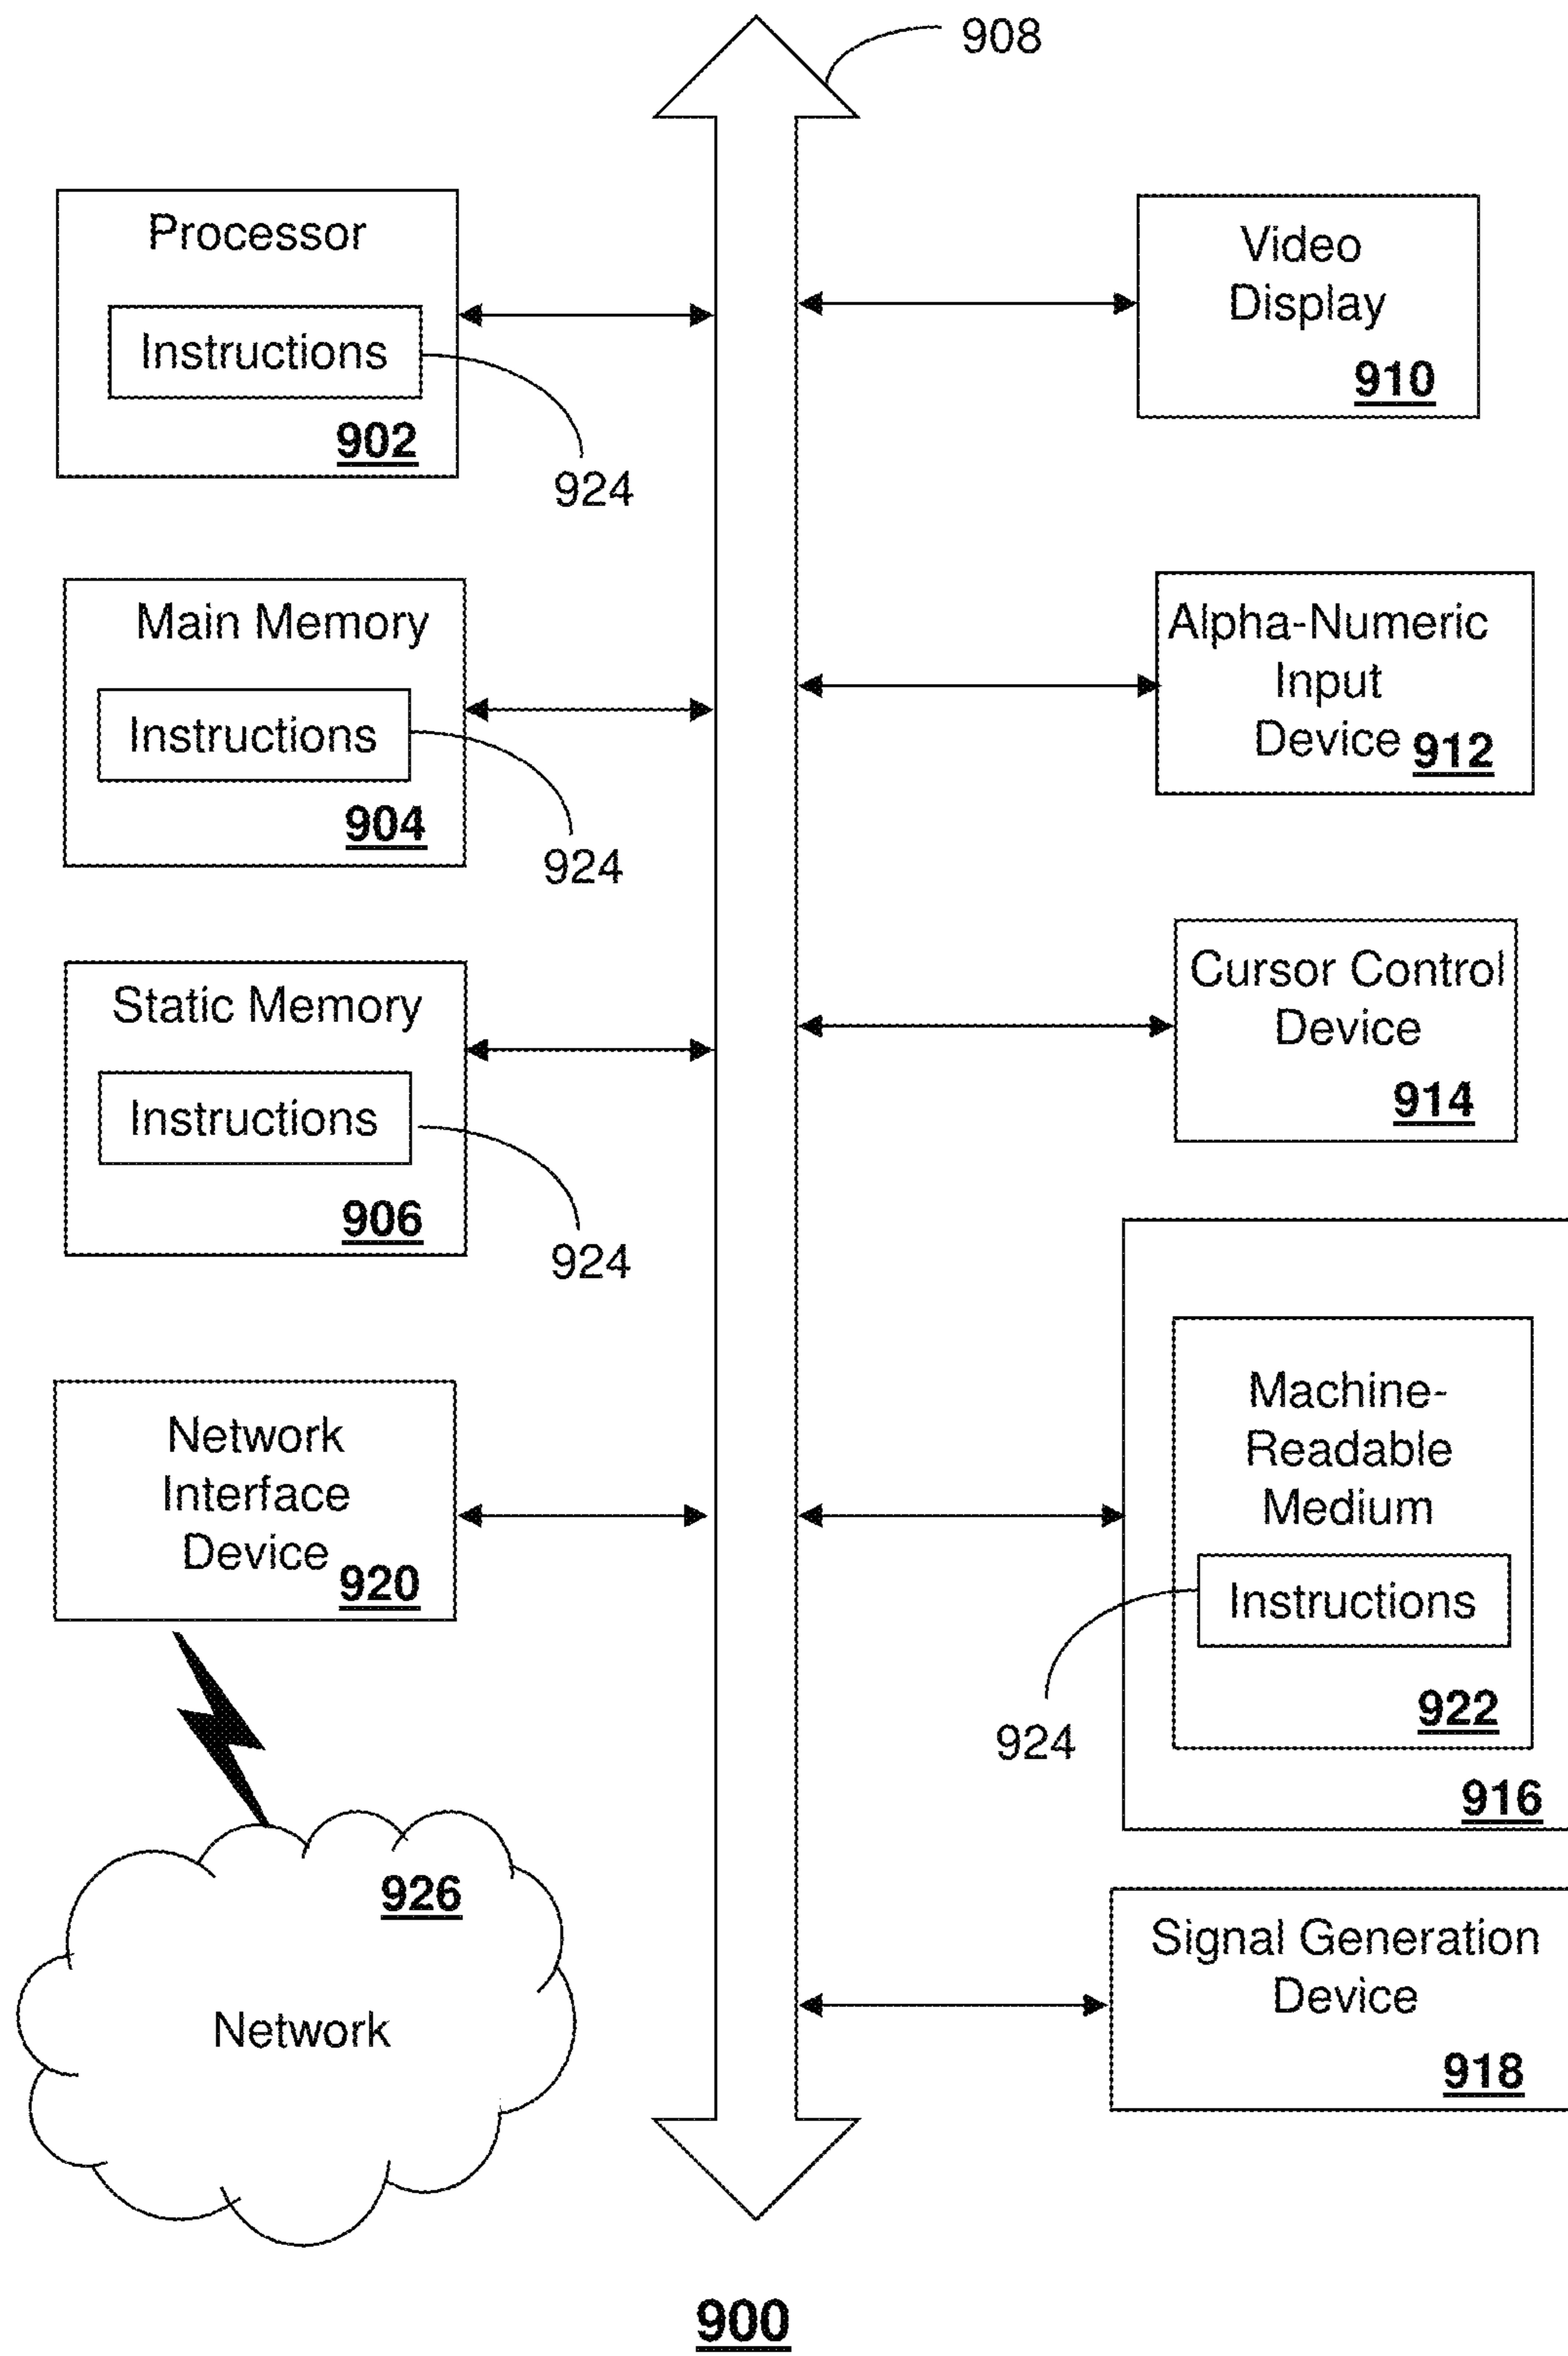 908
Processor
Instructions
902
924
Main Memory
Instructions
904
924
Static Memory
Instructions
906
924
Network
Interface
Device
920
926
Network
Video
Display
910
Alpha-Numeric
Input
Device
912
Cursor Control
Device
914
Machine-
Readable
Medium
Instructions
922
924
916
Signal Generation
Device
918
900